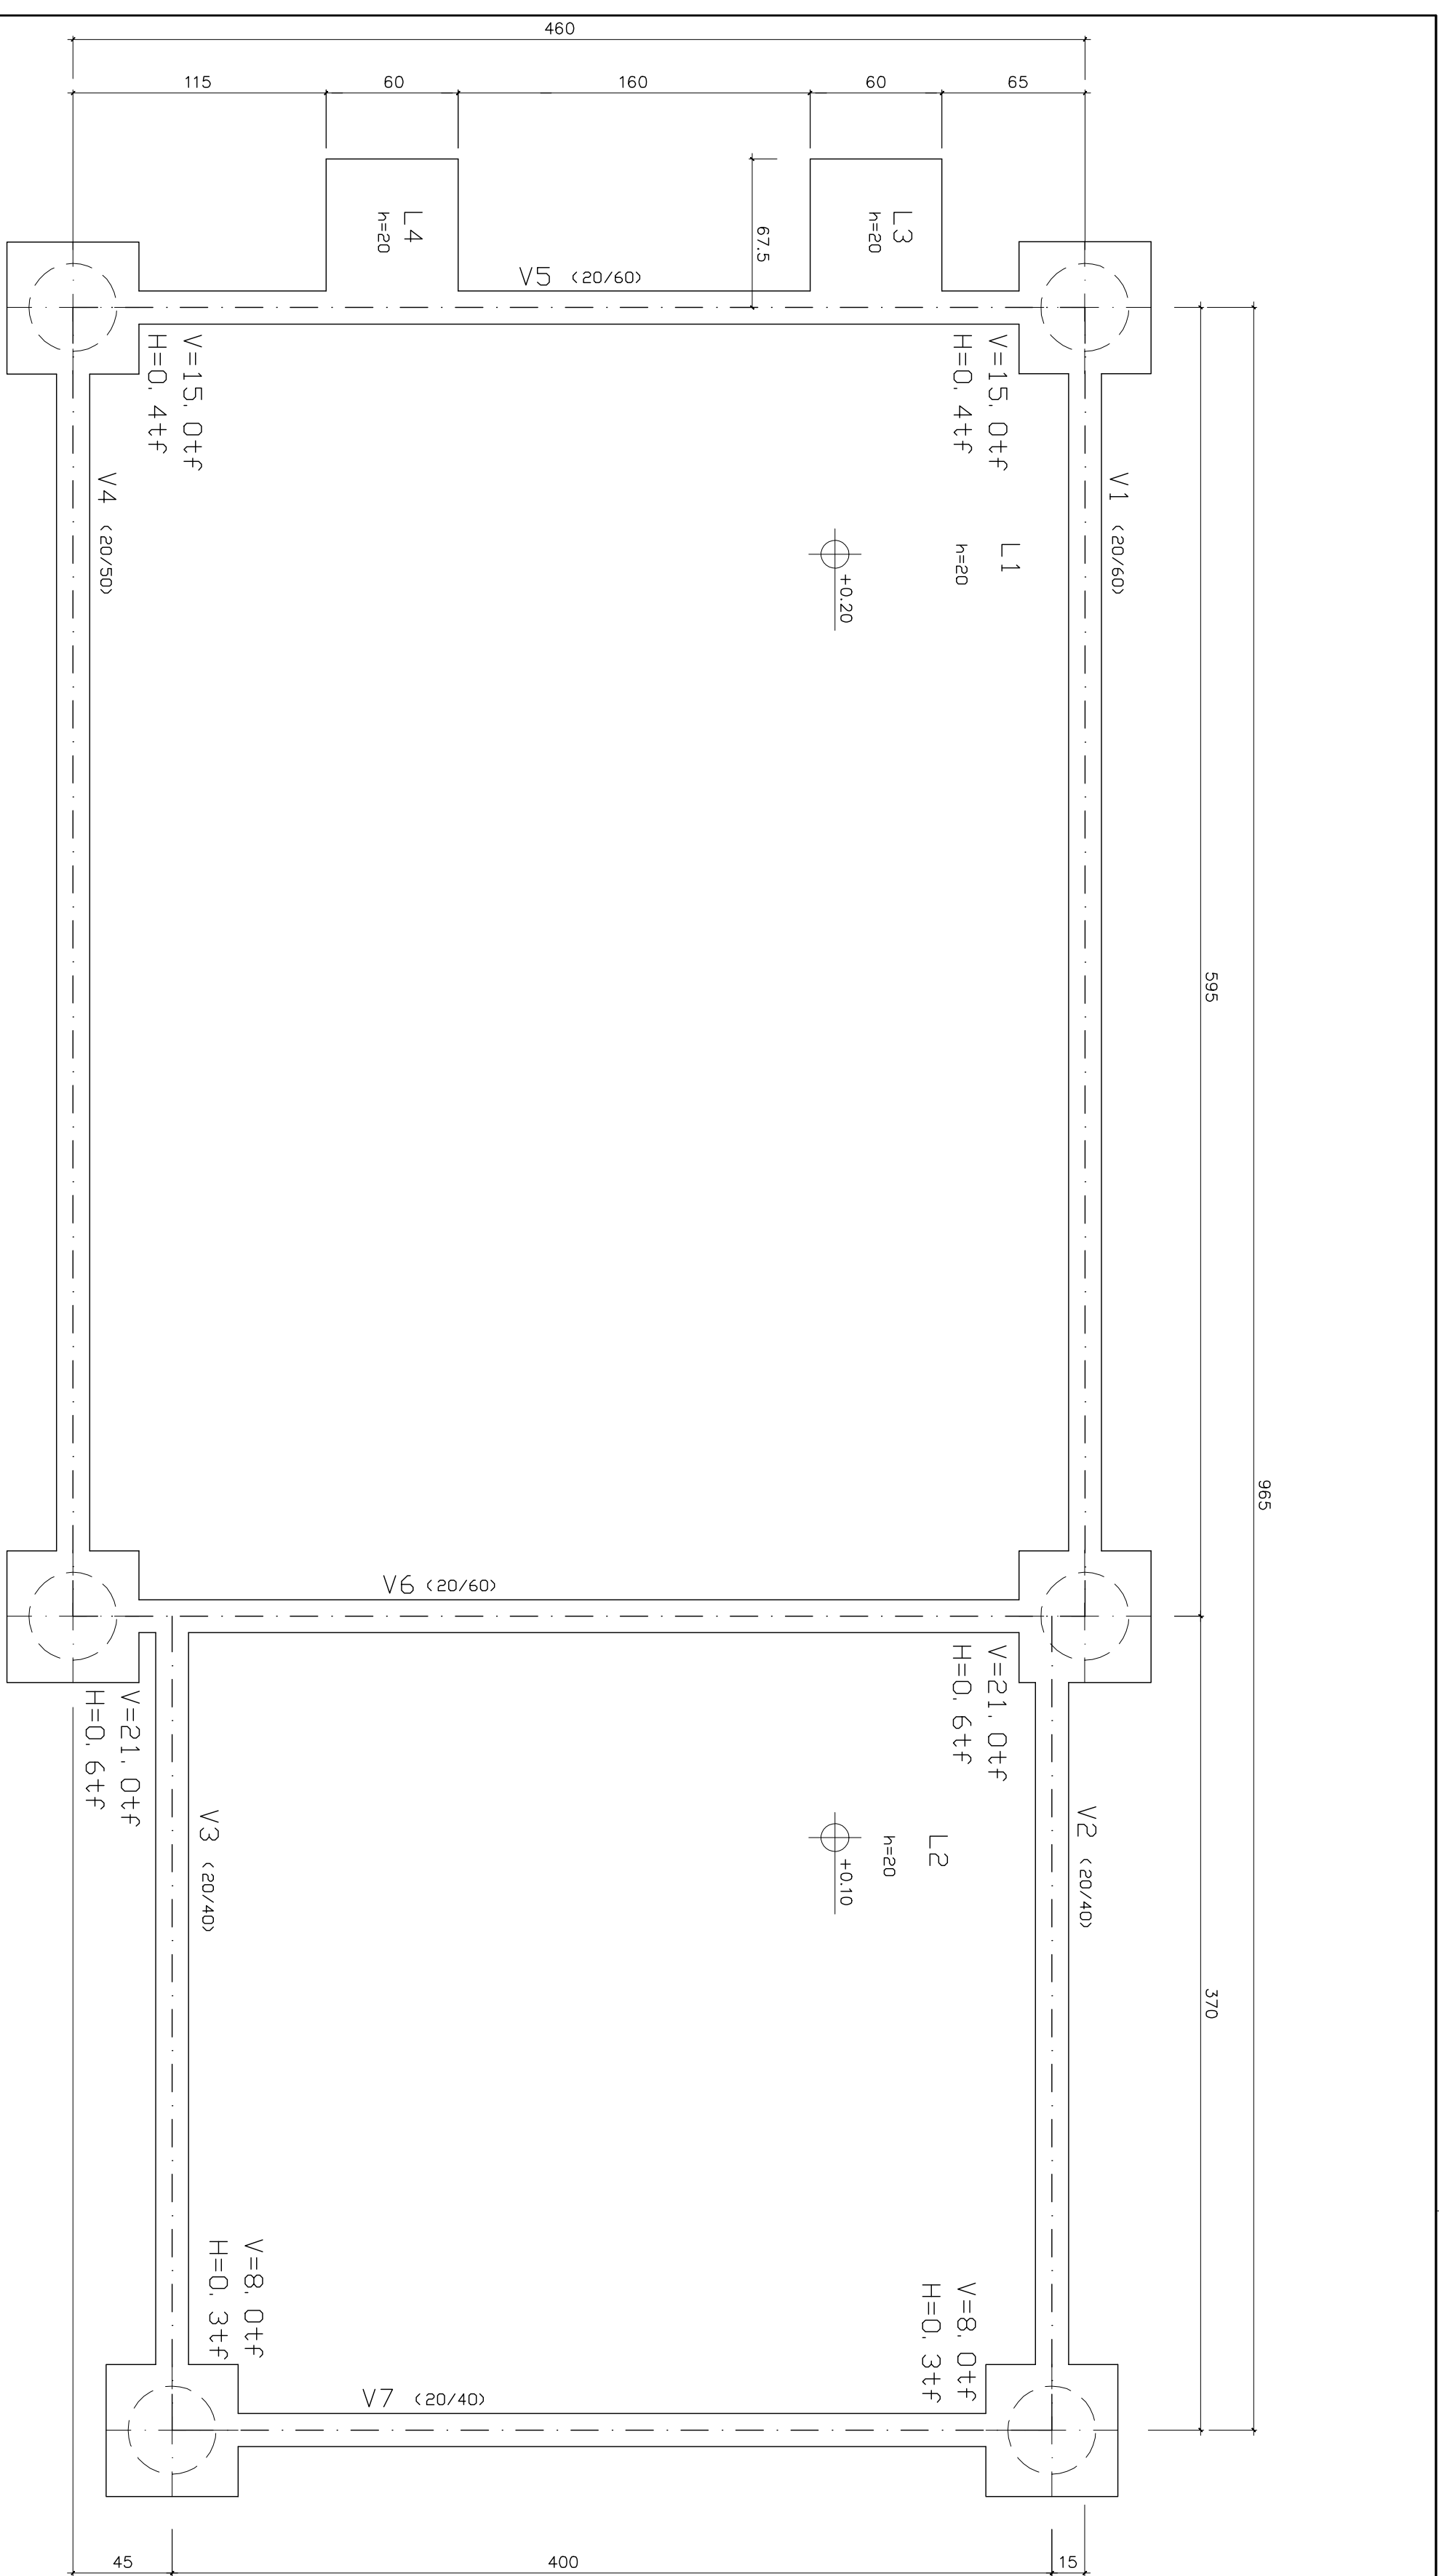 460
115
60
160
60
65
67.5
L4
h=20
L3
h=20
V5 (20/60)
V=15,0tf
H=0,4tf
V=15,0tf
H=0,4tf
V4 (20/50)
V1 (20/60)
L1
h=20
+0.20
595
965
V6 (20/60)
V=21,0tf
H=0,6tf
V=21,0tf
H=0,6tf
V3 (20/40)
V2 (20/40)
L2
h=20
+0.10
370
V=8,0tf
H=0,3tf
V=8,0tf
H=0,3tf
V7 (20/40)
45
400
15